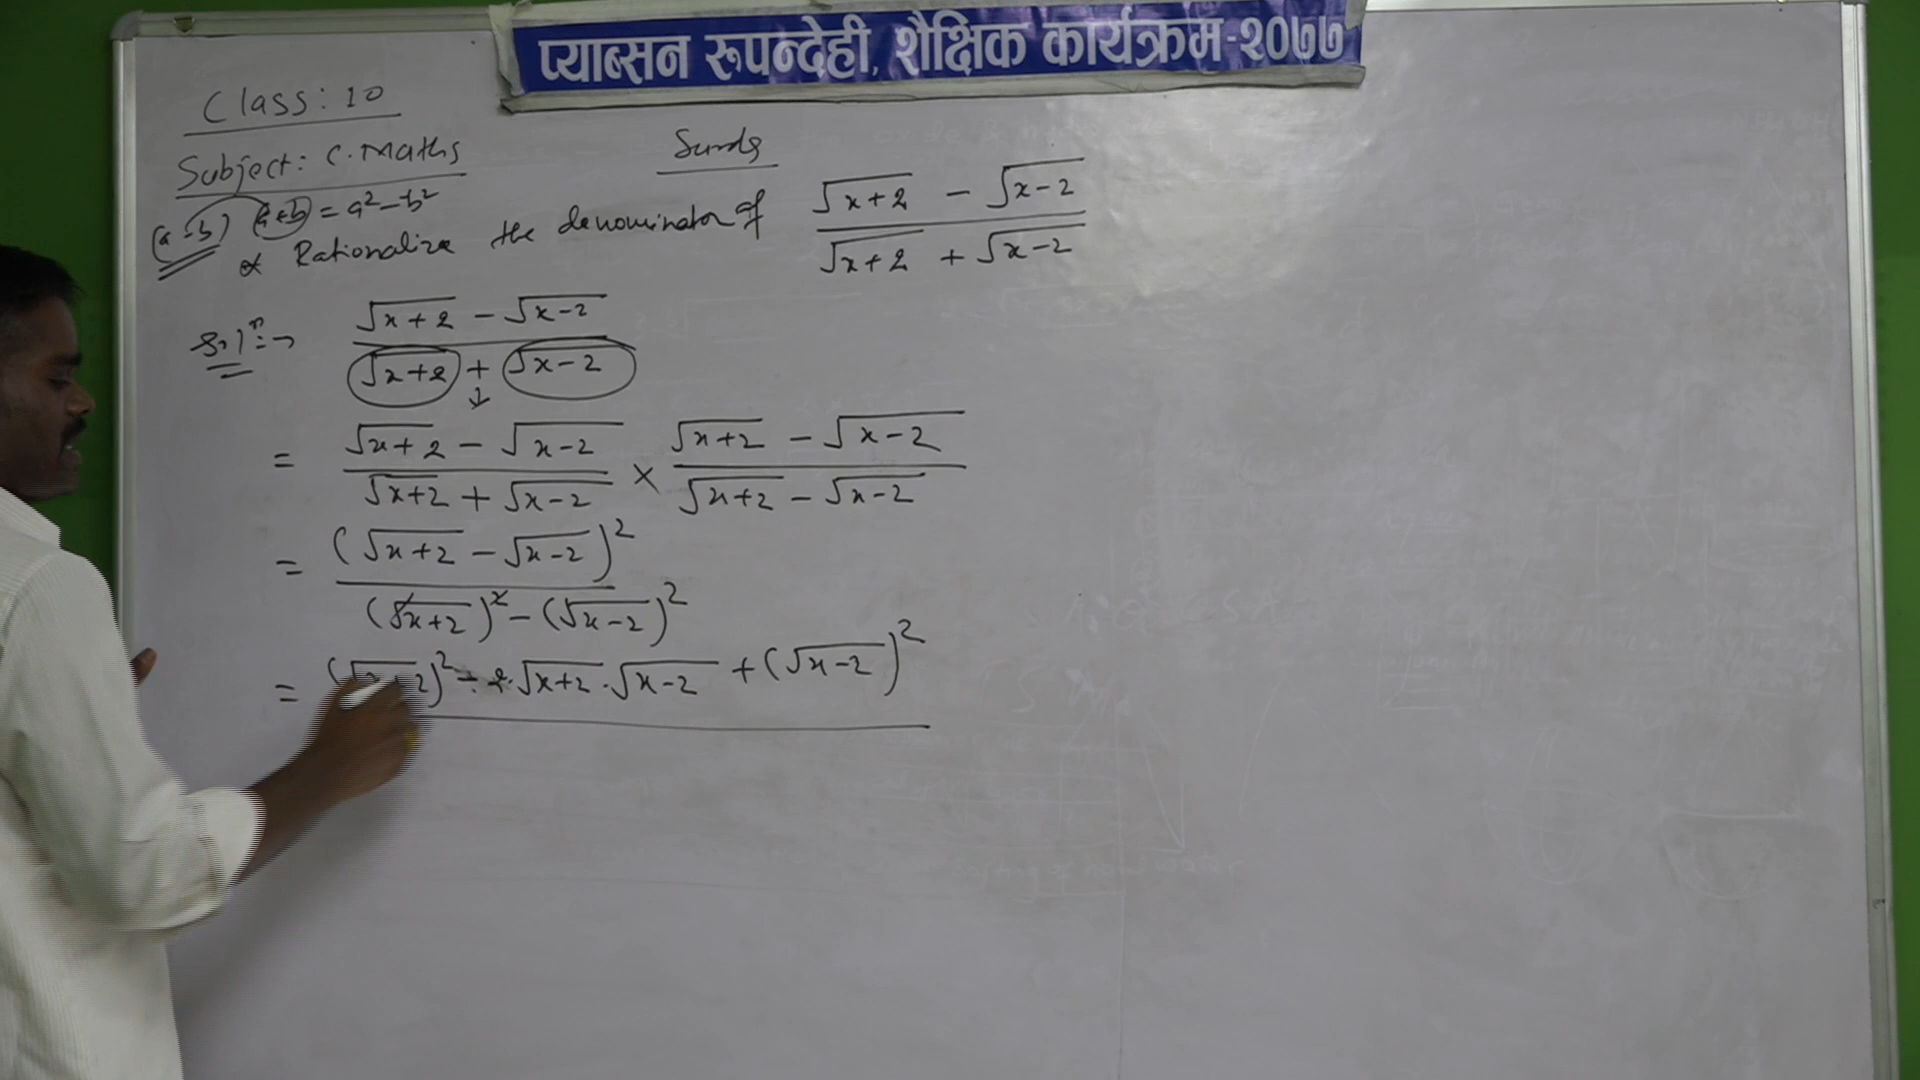 प्याब्सन रूपन्देही, शैक्षिक कार्यक्रम-२०७७
Class: 10
Subject: C. Maths
Surds
(a-b) (a+b) = a²-b²
Rationalize the denominator of (√(x+2) - √(x-2)) / (√(x+2) + √(x-2))
Solⁿ:→ (√(x+2) - √(x-2)) / (√(x+2) + √(x-2))
= (√(x+2) - √(x-2)) / (√(x+2) + √(x-2)) × (√(x+2) - √(x-2)) / (√(x+2) - √(x-2))
= (√(x+2) - √(x-2))² / ((√(x+2))² - (√(x-2))²)
= (√(x+2))² - 2·√(x+2)·√(x-2) + (√(x-2))²